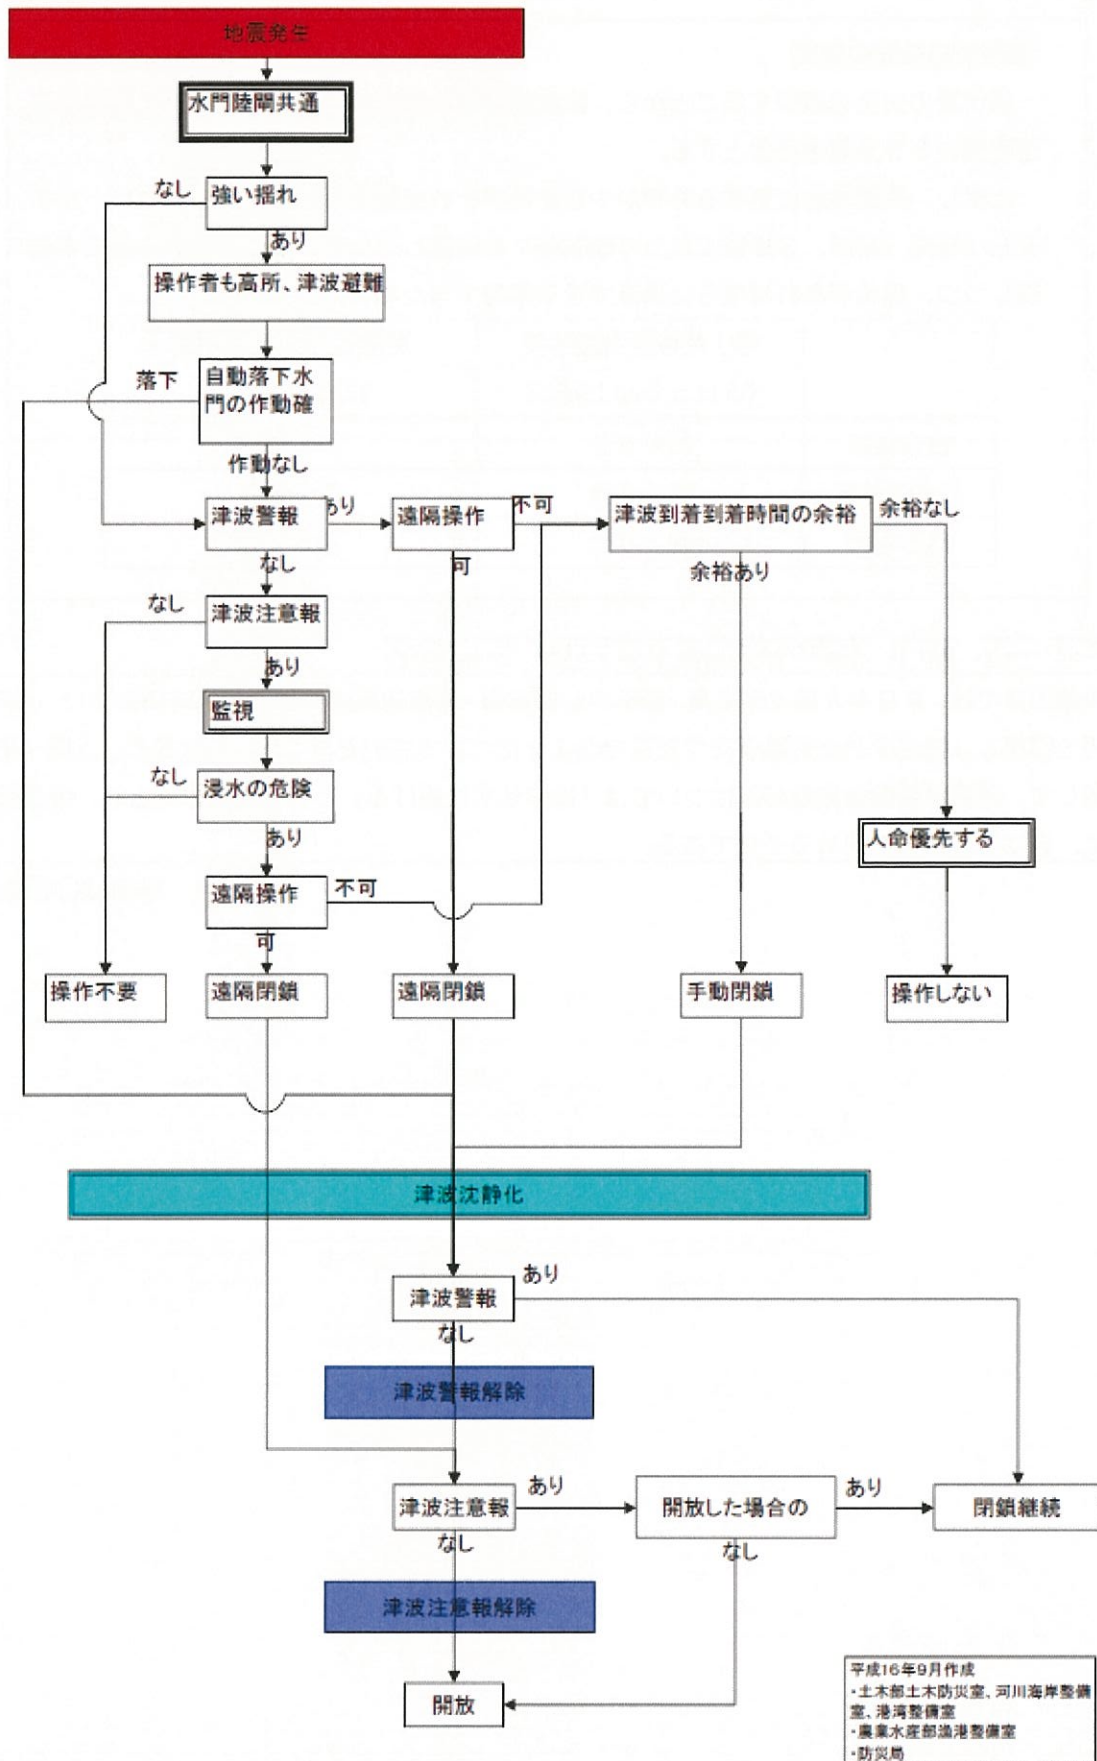 地震発生
水門陸閘共通
なし
強い揺れ
あり
操作者も高所、津波避難
落下
自動落下水
門の作動確
作動なし
津波警報
あり
遠隔操作
不可
津波到着到着時間の余裕
余裕なし
なし
可
余裕あり
なし
津波注意報
あり
監視
なし
浸水の危険
あり
人命優先する
遠隔操作
不可
可
操作不要
遠隔閉鎖
遠隔閉鎖
手動閉鎖
操作しない
津波沈静化
津波警報
あり
なし
津波警報解除
津波注意報
あり
開放した場合の
あり
閉鎖継続
なし
なし
津波注意報解除
開放
平成16年9月作成
・土木部土木防災室、河川海岸整備
室、港湾整備室
・農業水産部漁港整備室
・防災局